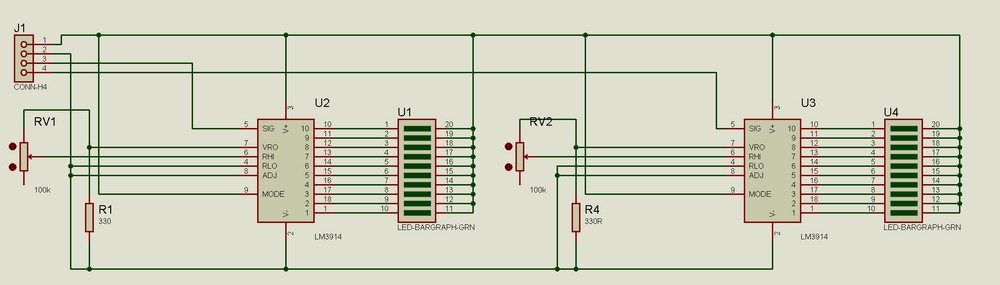 J1
1
2
3
4
CONN-H4
RV1
100k
R1
330
U2
5 SIG
7 VRO
6 RHI
4 RLO
8 ADJ
9 MODE
3 V+
2 V-
10 10
9 11
8 12
7 13
6 14
5 15
4 16
3 17
2 18
1 1
LM3914
U1
1 20
2 19
3 18
4 17
5 16
6 15
7 14
8 13
9 12
10 11
LED-BARGRAPH-GRN
RV2
100k
R4
330R
U3
5 SIG
7 VRO
6 RHI
4 RLO
8 ADJ
9 MODE
3 V+
2 V-
10 10
9 11
8 12
7 13
6 14
5 15
4 16
3 17
2 18
1 1
LM3914
U4
1 20
2 19
3 18
4 17
5 16
6 15
7 14
8 13
9 12
10 11
LED-BARGRAPH-GRN